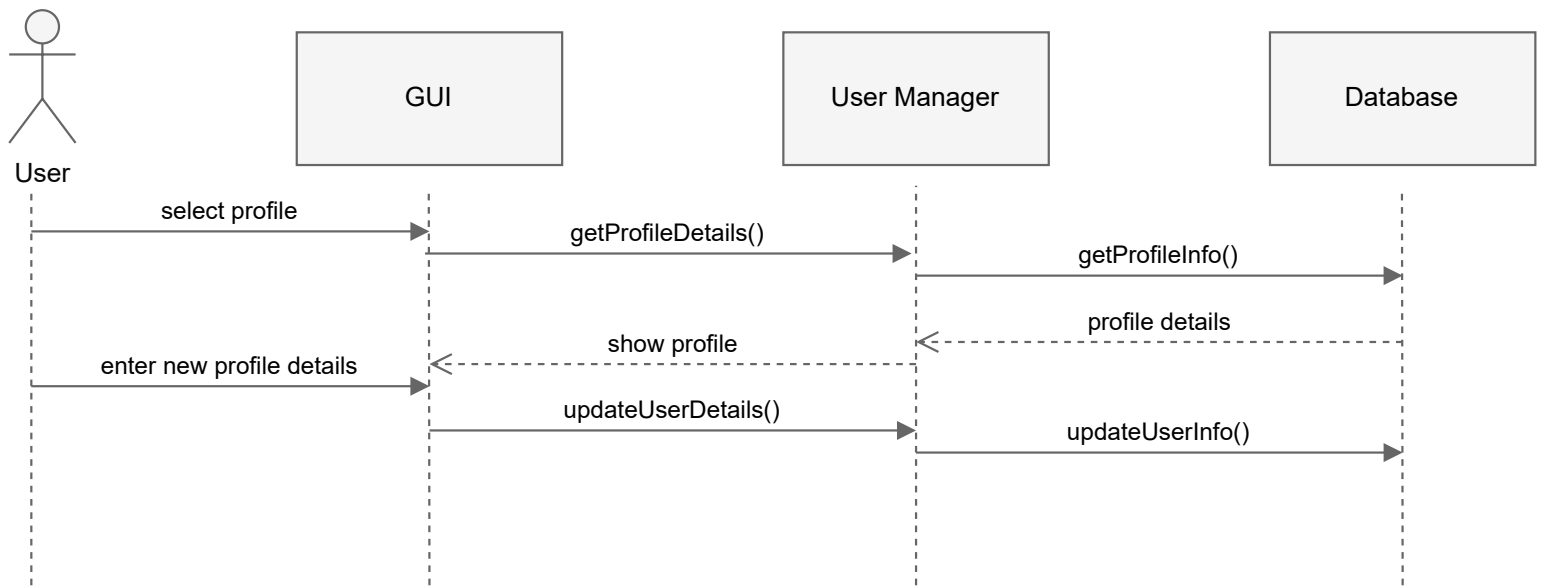 GUI
User Manager
Database
User
select profile
getProfileDetails()
getProfileInfo()
profile details
show profile
enter new profile details
updateUserDetails()
updateUserInfo()